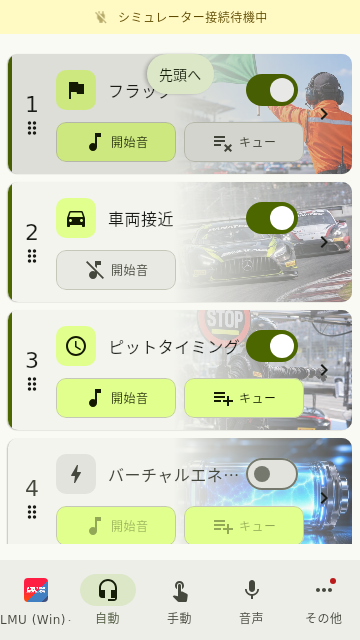 シミュレーター接続待機中
先頭へ
1
フラッグ
開始音
キュー
2
車両接近
開始音
3
ピットタイミング
開始音
キュー
STOP
4
バーチャルエネ…
開始音
キュー
LMU (Win)·
自動
手動
音声
その他